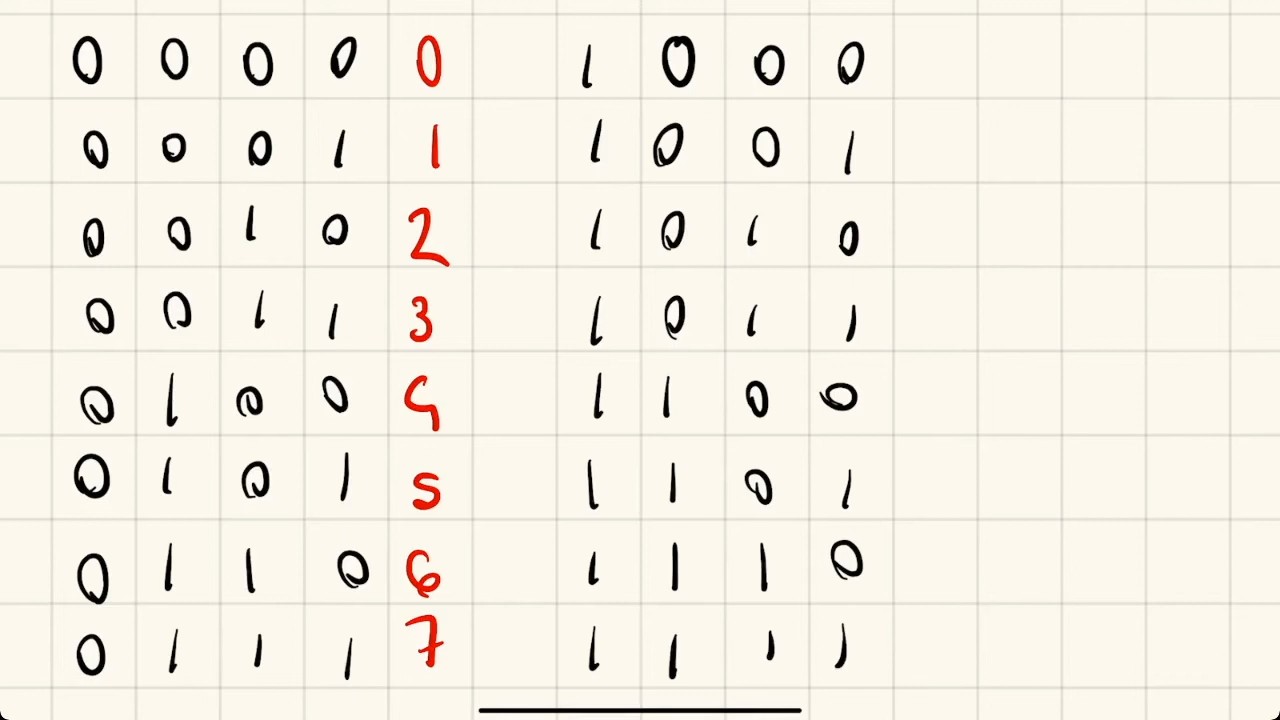 0 0 0 0 0 1 0 0 0
0 0 0 1 1 1 0 0 1
0 0 1 0 2 1 0 1 0
0 0 1 1 3 1 0 1 1
0 1 0 0 4 1 1 0 0
0 1 0 1 5 1 1 0 1
0 1 1 0 6 1 1 1 0
0 1 1 1 7 1 1 1 1